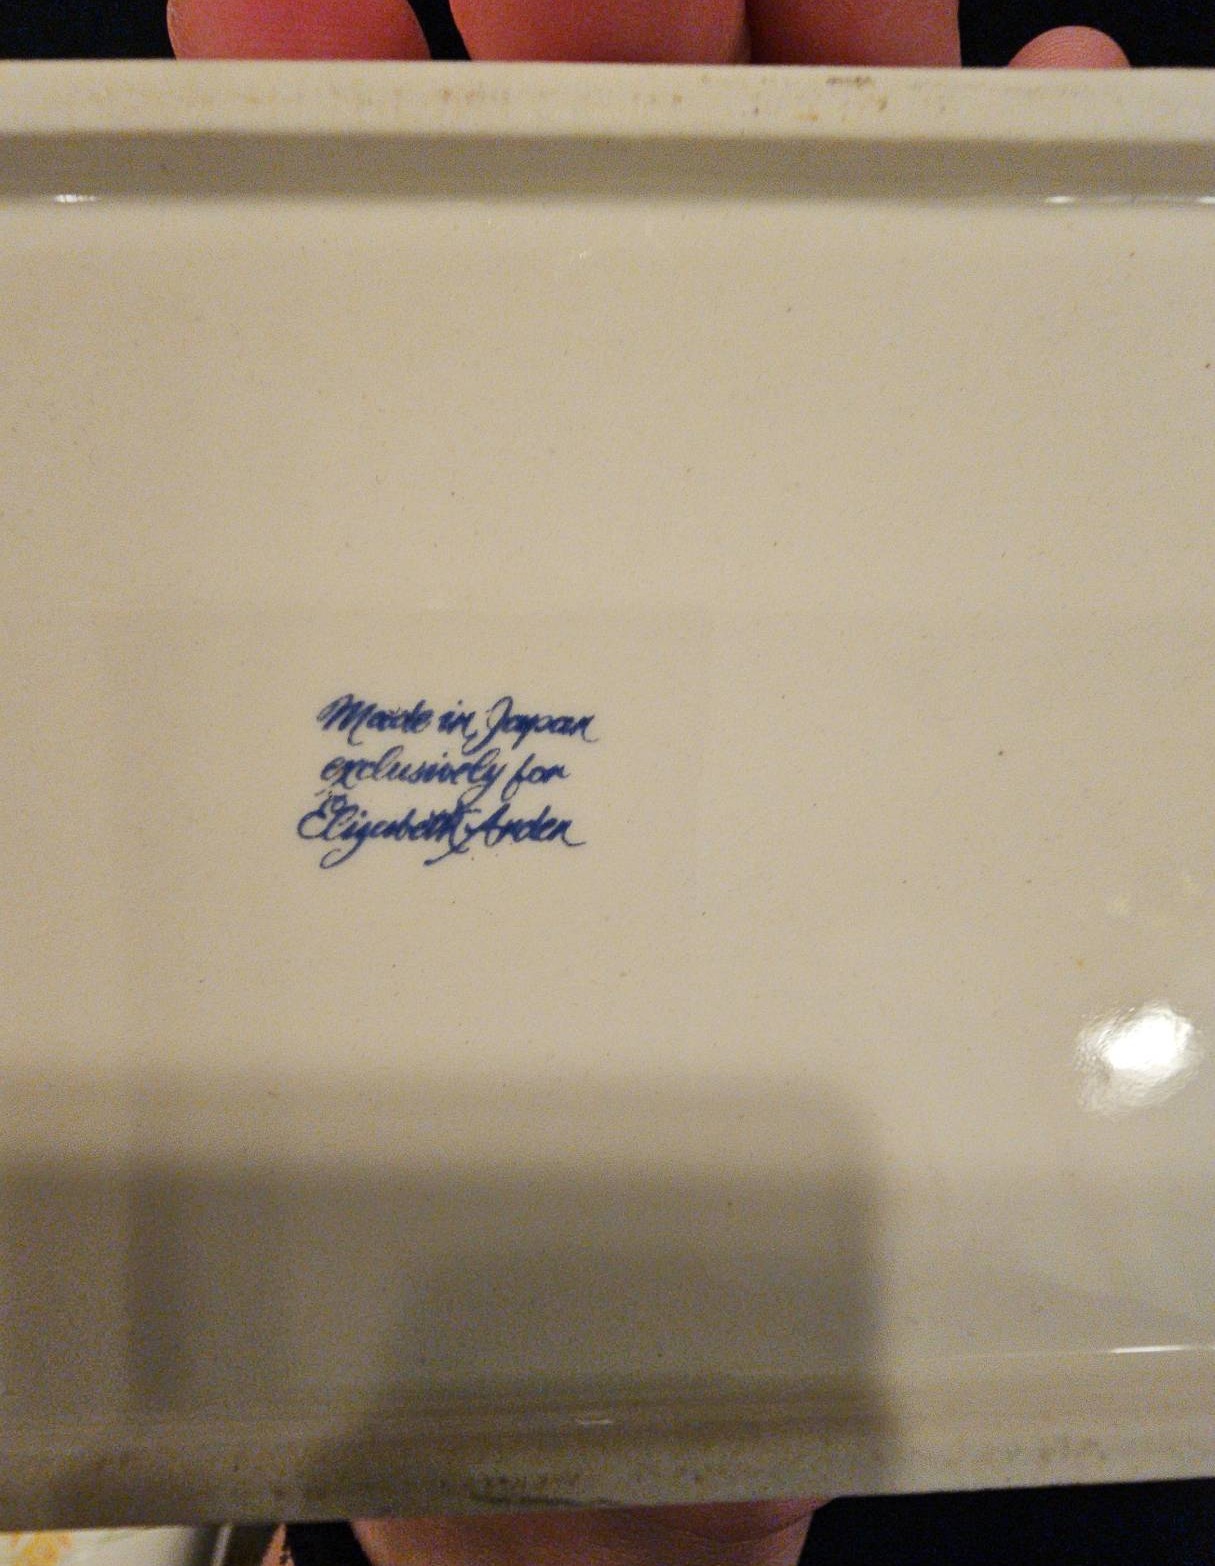 Made in Japan
exclusively for
Elizabeth Arden